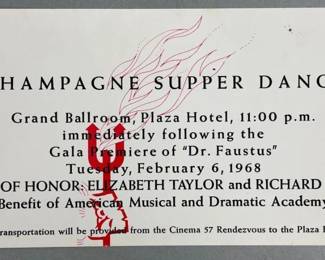 HAMPAGNE SUPPER DANC
Grand Ballroom, Plaza Hotel, 11:00 p.m.
immediately following the
Gala Premiere of "Dr. Faustus"
Tuesday, February 6, 1968
OF HONOR: ELIZABETH TAYLOR and RICHARD
Benefit of American Musical and Dramatic Academy
ransportation will be provided from the Cinema 57 Rendezvous to the Plaza